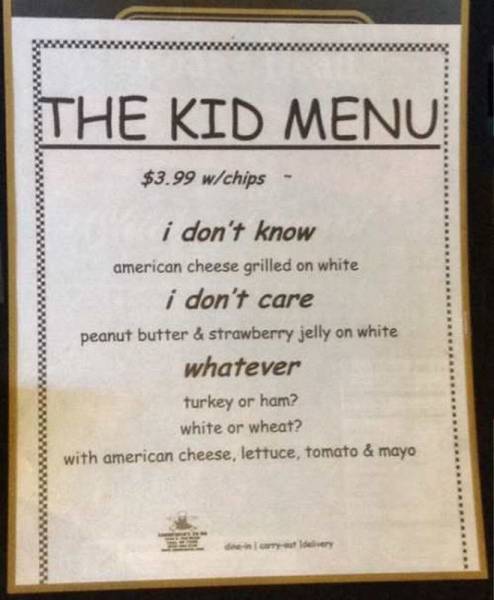 THE KID MENU
$3.99 w/chips ~
i don't know
american cheese grilled on white
i don't care
peanut butter & strawberry jelly on white
whatever
turkey or ham?
white or wheat?
with american cheese, lettuce, tomato & mayo
dine-in | carry-out | delivery